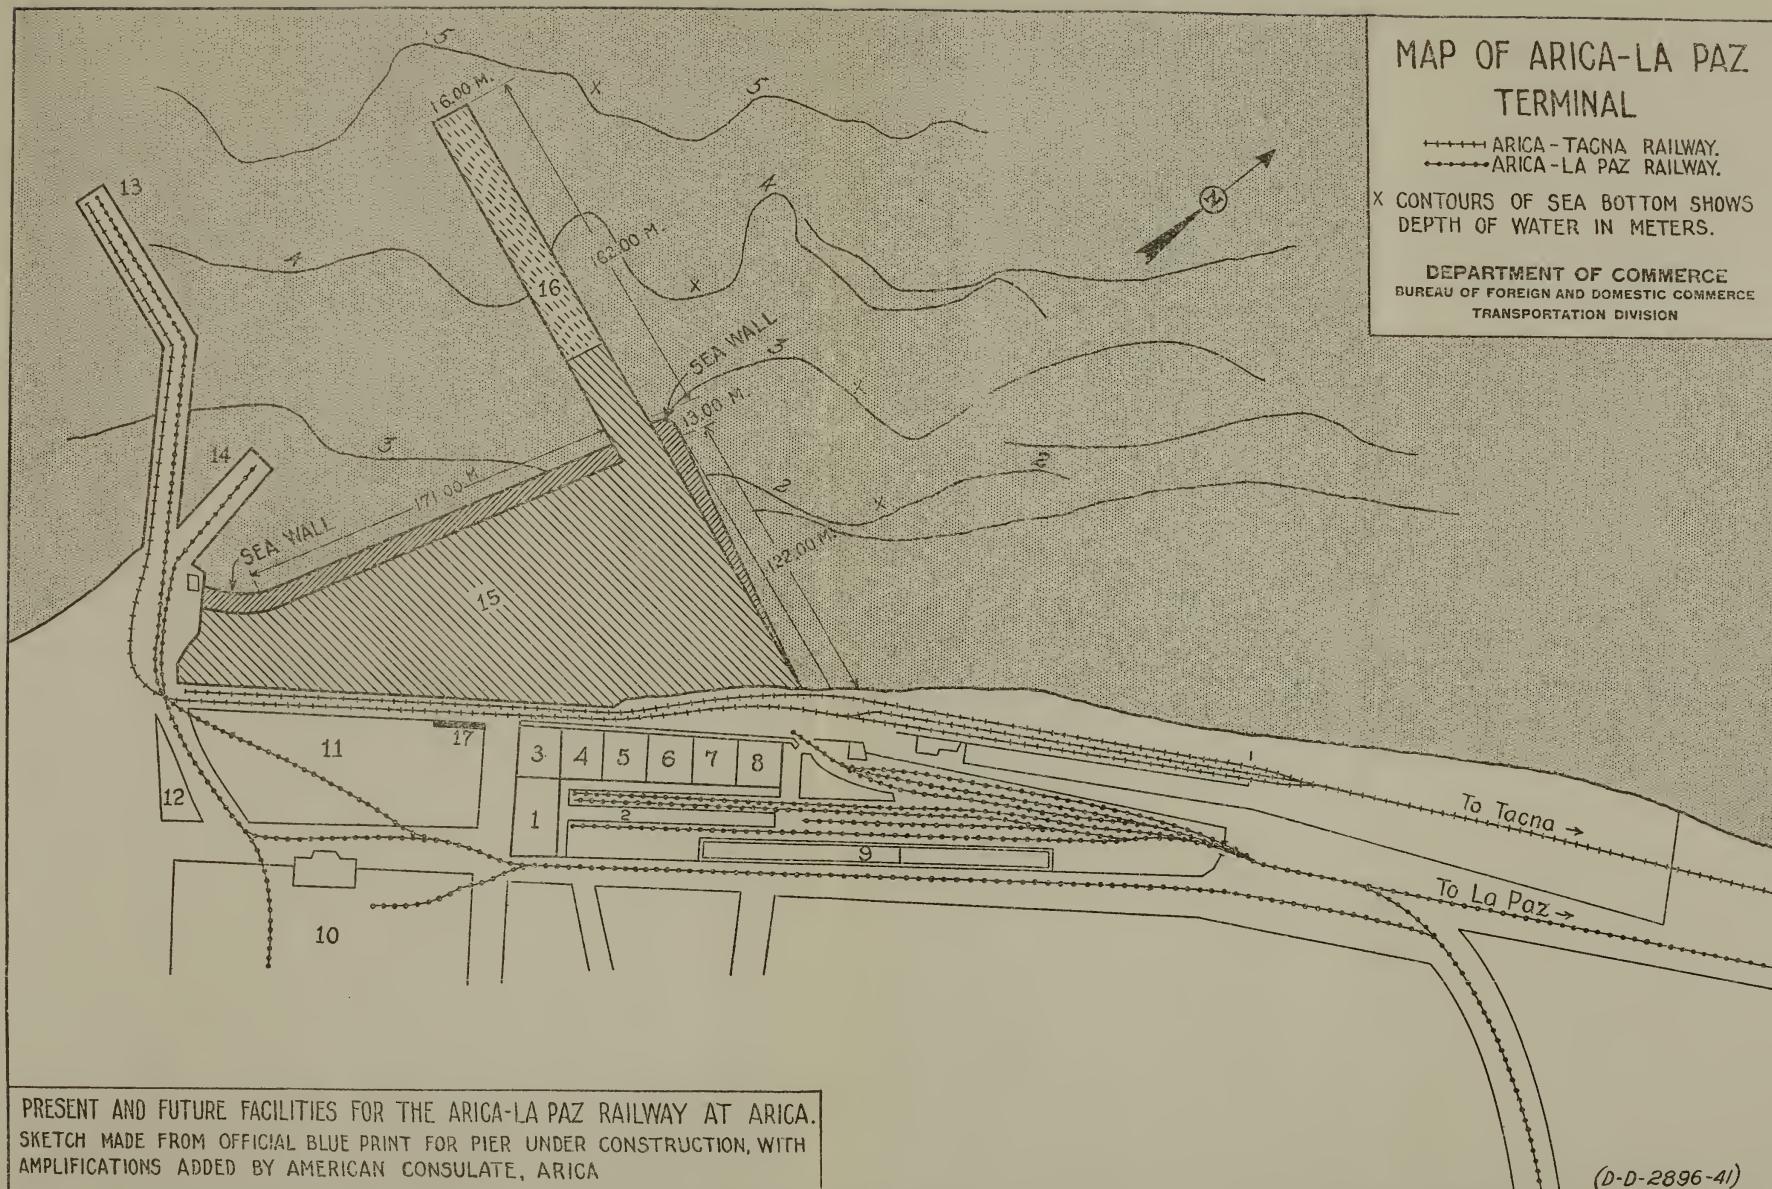 MAP OF ARICA-LA PAZ
TERMINAL
ARICA-TACNA RAILWAY.
ARICA-LA PAZ RAILWAY.
X CONTOURS OF SEA BOTTOM SHOWS
DEPTH OF WATER IN METERS.
DEPARTMENT OF COMMERCE
BUREAU OF FOREIGN AND DOMESTIC COMMERCE
TRANSPORTATION DIVISION
5
16.00 M.
X
5
13
4
N
4
162.00 M.
16
X
SEA WALL
3
X
13.00 M.
3
14
171.00 M.
2
2
X
SEA WALL
122.00 M.
15
17
11
3
4
5
6
7
8
12
1
2
9
To Tacna →
To La Paz →
10
PRESENT AND FUTURE FACILITIES FOR THE ARICA-LA PAZ RAILWAY AT ARICA.
SKETCH MADE FROM OFFICIAL BLUE PRINT FOR PIER UNDER CONSTRUCTION, WITH
AMPLIFICATIONS ADDED BY AMERICAN CONSULATE, ARICA
(D-D-2896-41)